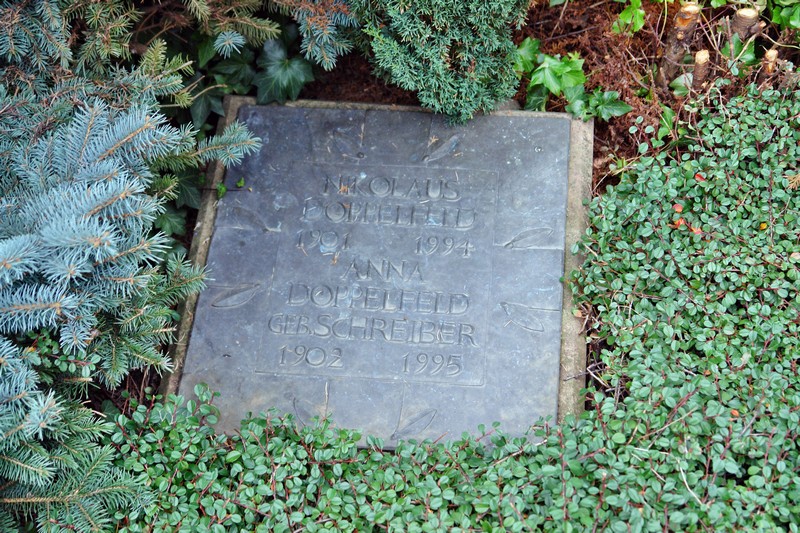 NIKOLAUS
DOPPELFELD
1901 1994
ANNA
DOPPELFELD
GEB.SCHREIBER
1902 1995